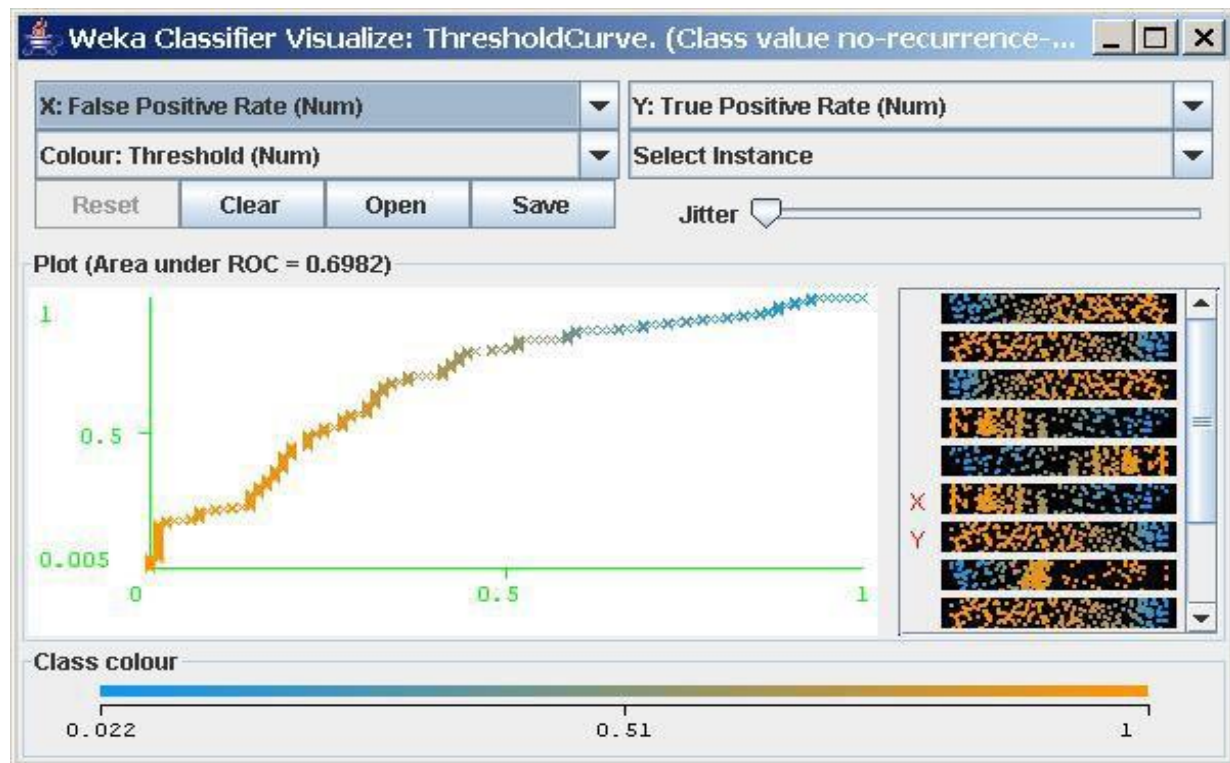 Weka Classifier Visualize: ThresholdCurve. (Class value no-recurrence-...
X: False Positive Rate (Num)
Y: True Positive Rate (Num)
Colour: Threshold (Num)
Select Instance
Reset
Clear
Open
Save
Jitter
Plot (Area under ROC = 0.6982)
1
0.5
0.005
0
0.5
1
X
Y
Class colour
0.022
0.51
1